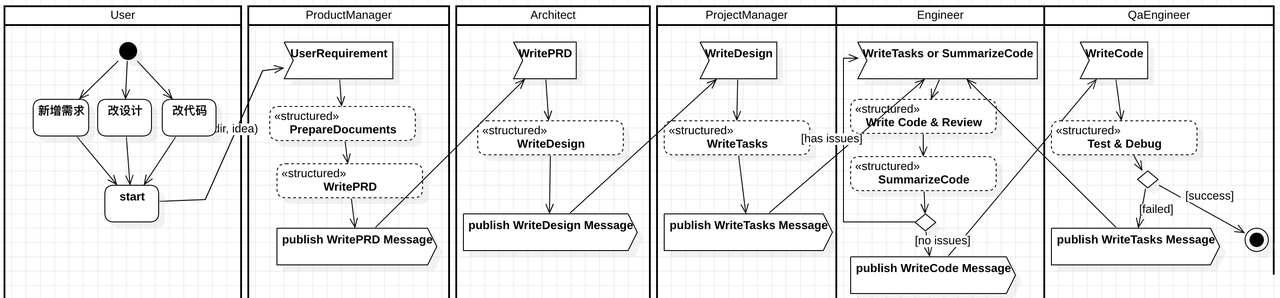 User
新增需求
改设计
改代码
dir, idea)
start
ProductManager
UserRequirement
«structured»
PrepareDocuments
«structured»
WritePRD
publish WritePRD Message
Architect
WritePRD
«structured»
WriteDesign
publish WriteDesign Message
ProjectManager
WriteDesign
«structured»
WriteTasks
publish WriteTasks Message
Engineer
WriteTasks or SummarizeCode
[has issues]
«structured»
Write Code & Review
«structured»
SummarizeCode
[no issues]
publish WriteCode Message
QaEngineer
WriteCode
«structured»
Test & Debug
[success]
[failed]
publish WriteTasks Message